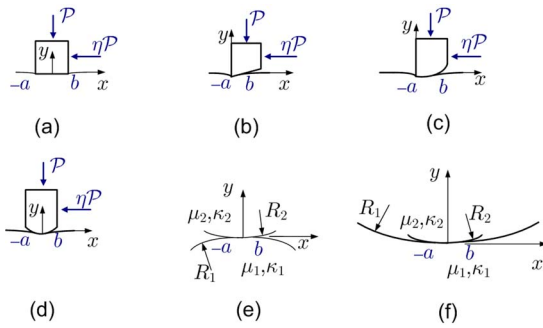 𝒫
y
η𝒫
–a
b
x
(a)
𝒫
y
η𝒫
–a
b
x
(b)
𝒫
y
η𝒫
–a
b
x
(c)
𝒫
y
η𝒫
–a
b
x
(d)
y
μ₂,κ₂
R₂
–a
b
x
R₁
μ₁,κ₁
(e)
y
R₁
μ₂,κ₂
R₂
–a
b
x
μ₁,κ₁
(f)